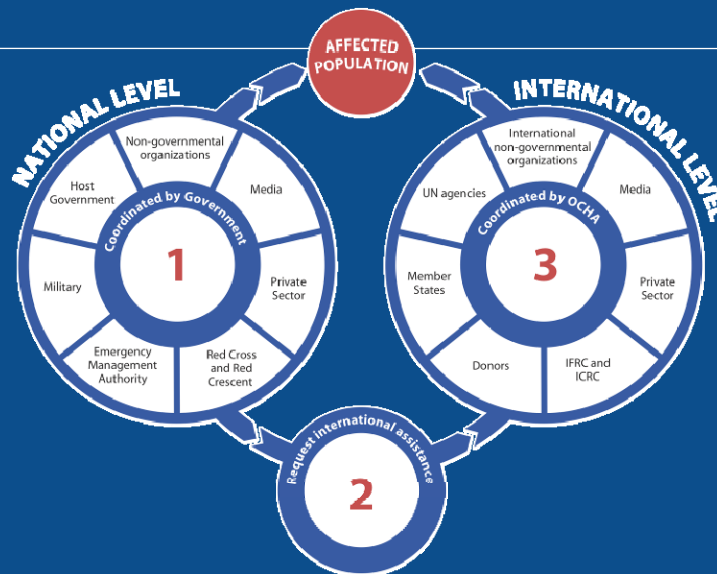 AFFECTED
POPULATION
NATIONAL LEVEL
Non-governmental
organizations
Host
Government
Media
Coordinated by Government
1
Military
Private
Sector
Emergency
Management
Authority
Red Cross
and Red
Crescent
Request international assistance
2
INTERNATIONAL LEVEL
International
non-governmental
organizations
UN agencies
Media
Coordinated by OCHA
3
Member
States
Private
Sector
Donors
IFRC and
ICRC